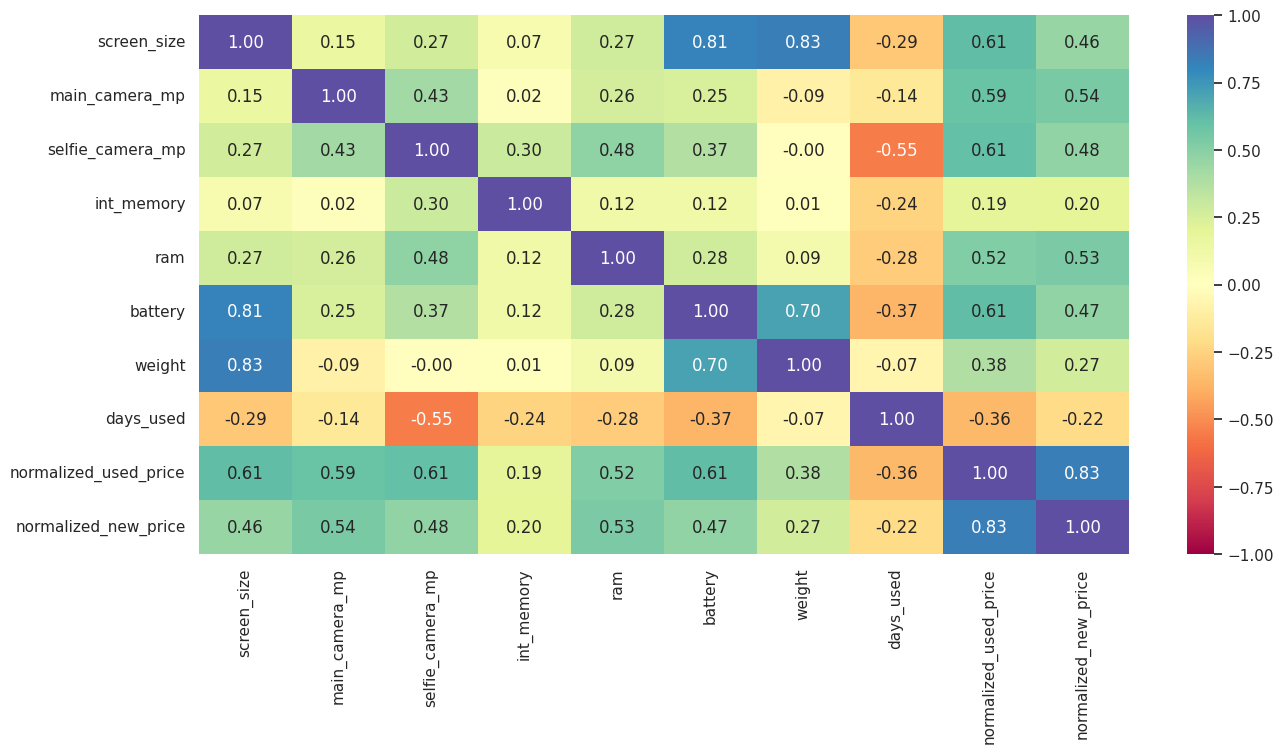 screen_size 1.00 0.15 0.27 0.07 0.27 0.81 0.83 -0.29 0.61 0.46
main_camera_mp 0.15 1.00 0.43 0.02 0.26 0.25 -0.09 -0.14 0.59 0.54
selfie_camera_mp 0.27 0.43 1.00 0.30 0.48 0.37 -0.00 -0.55 0.61 0.48
int_memory 0.07 0.02 0.30 1.00 0.12 0.12 0.01 -0.24 0.19 0.20
ram 0.27 0.26 0.48 0.12 1.00 0.28 0.09 -0.28 0.52 0.53
battery 0.81 0.25 0.37 0.12 0.28 1.00 0.70 -0.37 0.61 0.47
weight 0.83 -0.09 -0.00 0.01 0.09 0.70 1.00 -0.07 0.38 0.27
days_used -0.29 -0.14 -0.55 -0.24 -0.28 -0.37 -0.07 1.00 -0.36 -0.22
normalized_used_price 0.61 0.59 0.61 0.19 0.52 0.61 0.38 -0.36 1.00 0.83
normalized_new_price 0.46 0.54 0.48 0.20 0.53 0.47 0.27 -0.22 0.83 1.00
screen_size
main_camera_mp
selfie_camera_mp
int_memory
ram
battery
weight
days_used
normalized_used_price
normalized_new_price
1.00
0.75
0.50
0.25
0.00
−0.25
−0.50
−0.75
−1.00